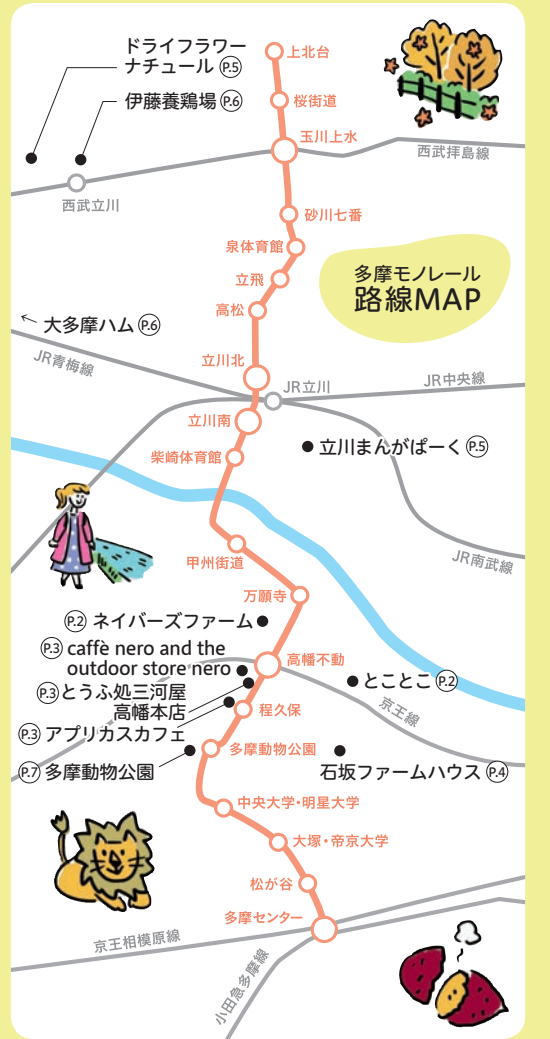 ドライフラワー
ナチュール P.5
伊藤養鶏場 P.6
上北台
桜街道
玉川上水
西武拝島線
西武立川
砂川七番
泉体育館
立飛
高松
多摩モノレール
路線MAP
← 大多摩ハム P.6
JR青梅線
立川北
JR立川
JR中央線
立川南
立川まんがぱーく P.5
柴崎体育館
甲州街道
JR南武線
万願寺
P.2 ネイバーズファーム
P.3 caffè nero and the
outdoor store nero
高幡不動
P.3 とうふ処三河屋
高幡本店
とことこ P.2
程久保
京王線
P.3 アプリカスカフェ
多摩動物公園
P.7 多摩動物公園
石坂ファームハウス P.4
中央大学・明星大学
大塚・帝京大学
松が谷
多摩センター
京王相模原線
小田急多摩線